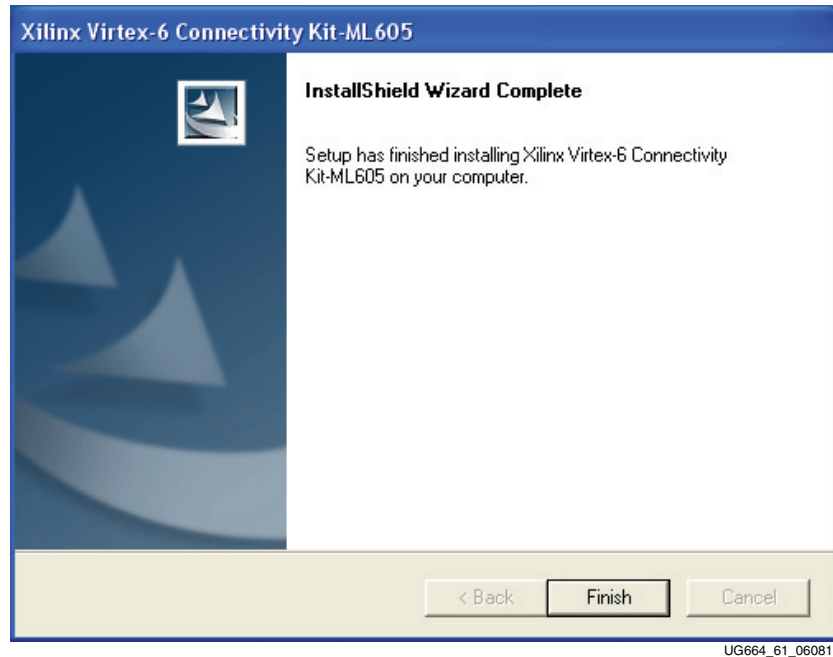 Xilinx Virtex-6 Connectivity Kit-ML605
InstallShield Wizard Complete
Setup has finished installing Xilinx Virtex-6 Connectivity
Kit-ML605 on your computer.
< Back
Finish
Cancel
UG664_61_06081